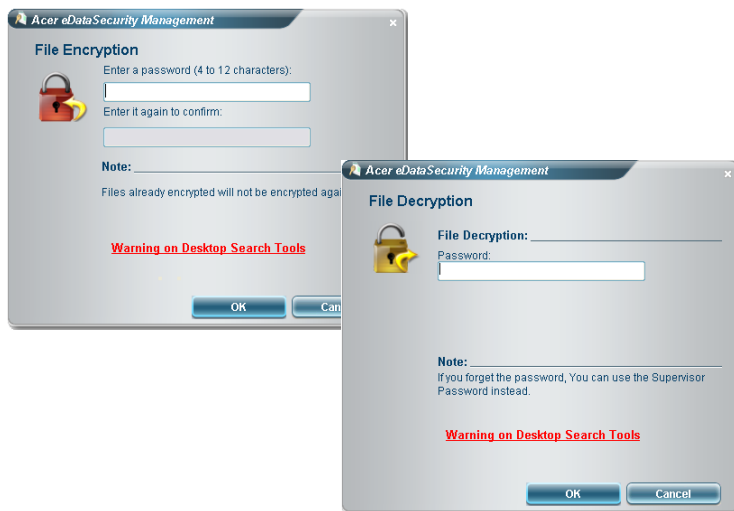 Acer eDataSecurity Management
File Encryption
Enter a password (4 to 12 characters):
Enter it again to confirm:
Note:
Files already encrypted will not be encrypted agai
Warning on Desktop Search Tools
OK
Can
Acer eDataSecurity Management
File Decryption
File Decryption:
Password:
Note:
If you forget the password, You can use the Supervisor
Password instead.
Warning on Desktop Search Tools
OK
Cancel